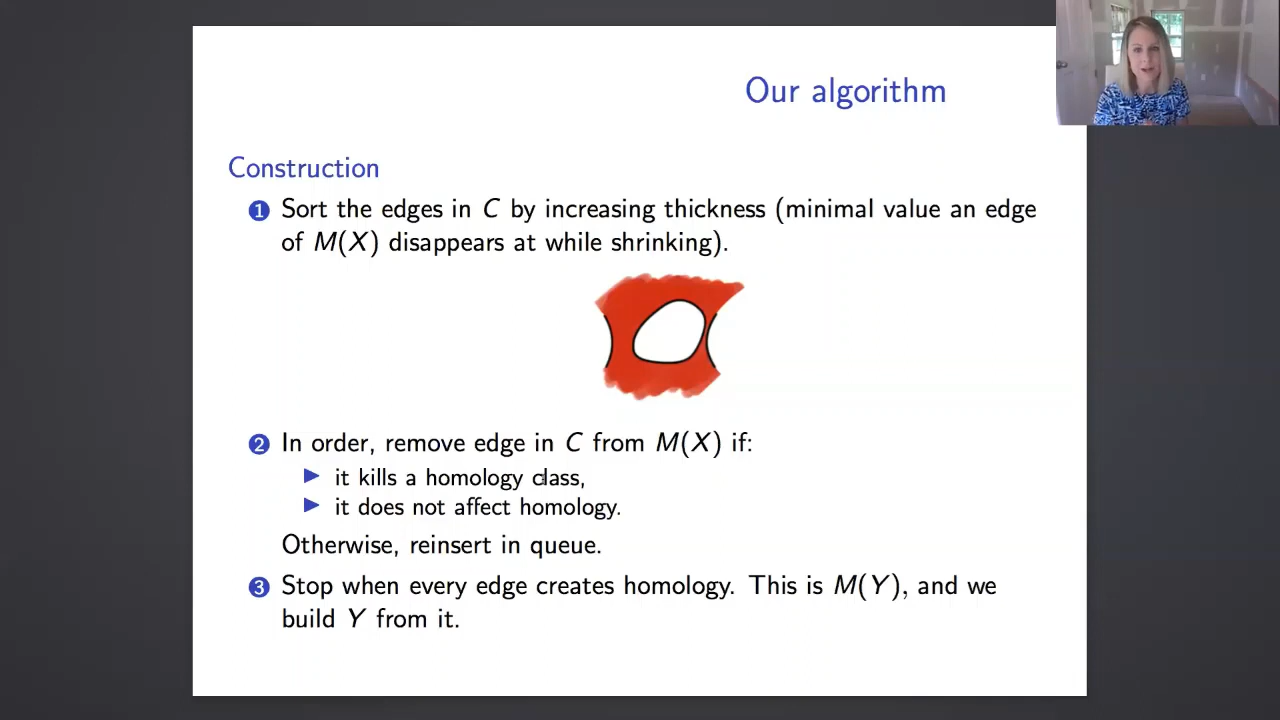 Our algorithm
Construction
1 Sort the edges in C by increasing thickness (minimal value an edge
of M(X) disappears at while shrinking).
2 In order, remove edge in C from M(X) if:
▶ it kills a homology class,
▶ it does not affect homology.
Otherwise, reinsert in queue.
3 Stop when every edge creates homology. This is M(Y), and we
build Y from it.